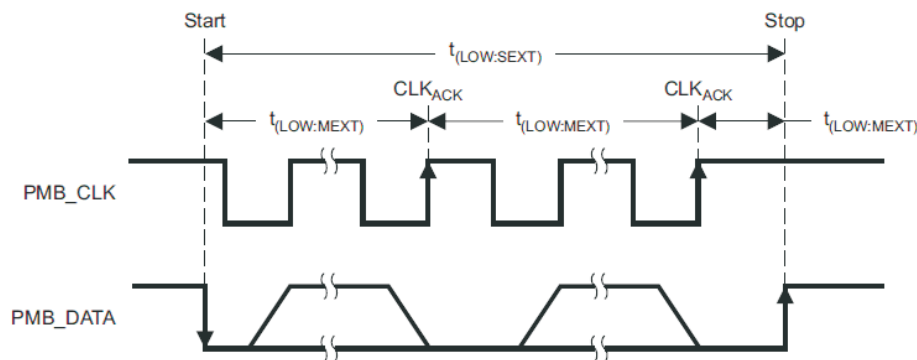 Start Stop
t(LOW:SEXT)
CLKACK CLKACK
t(LOW:MEXT) t(LOW:MEXT) t(LOW:MEXT)
PMB_CLK
PMB_DATA